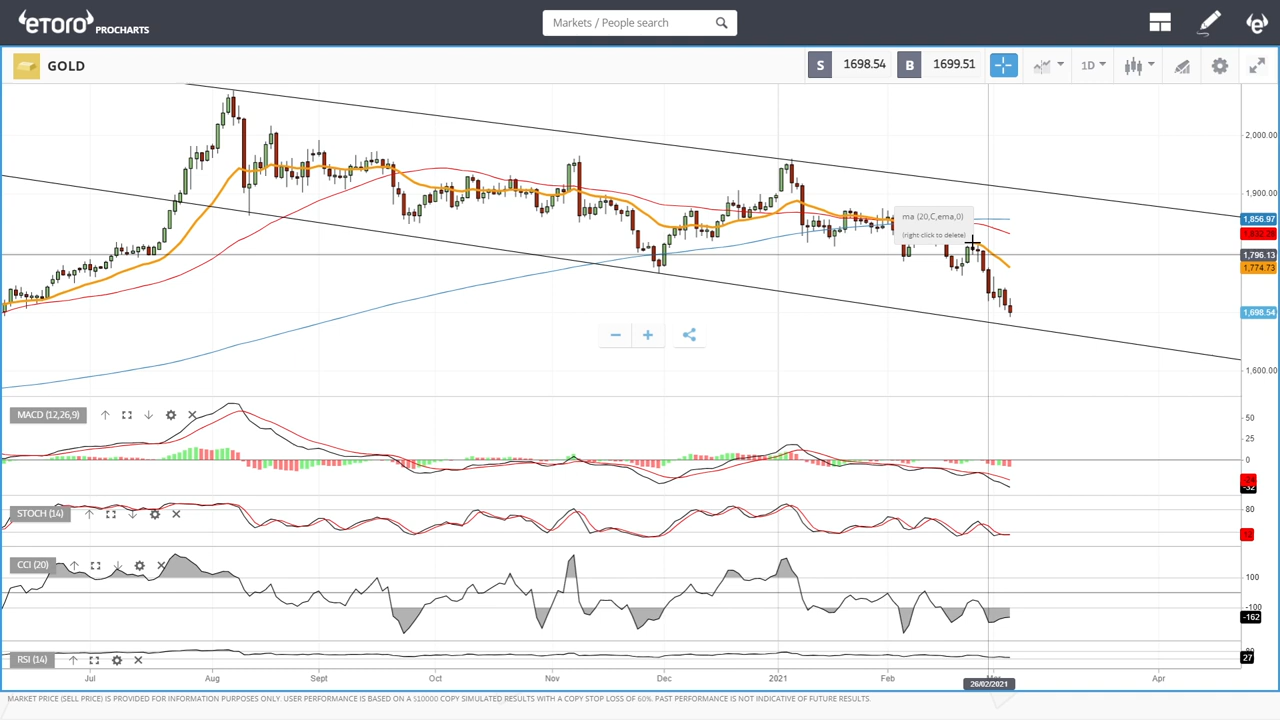 eTORO PROCHARTS
Markets / People search
GOLD
S 1698.54 B 1699.51
1D
2,000.00
1,900.00
ma (20,C,ema,0)
(right click to delete)
1,856.97
1,796.13
1,774.73
1,698.54
1,600.00
MACD (12,26,9)
50
25
0
-32
STOCH (14)
80
CCI (20)
100
-100
-162
RSI (14)
27
Jul Aug Sept Oct Nov Dec 2021 Feb Apr
26/02/2021
MARKET PRICE (SELL PRICE) IS PROVIDED FOR INFORMATION PURPOSES ONLY. USER PERFORMANCE IS BASED ON A $10000 COPY SIMULATED RESULTS WITH A COPY STOP LOSS OF 60%. PAST PERFORMANCE IS NOT INDICATIVE OF FUTURE RESULTS.